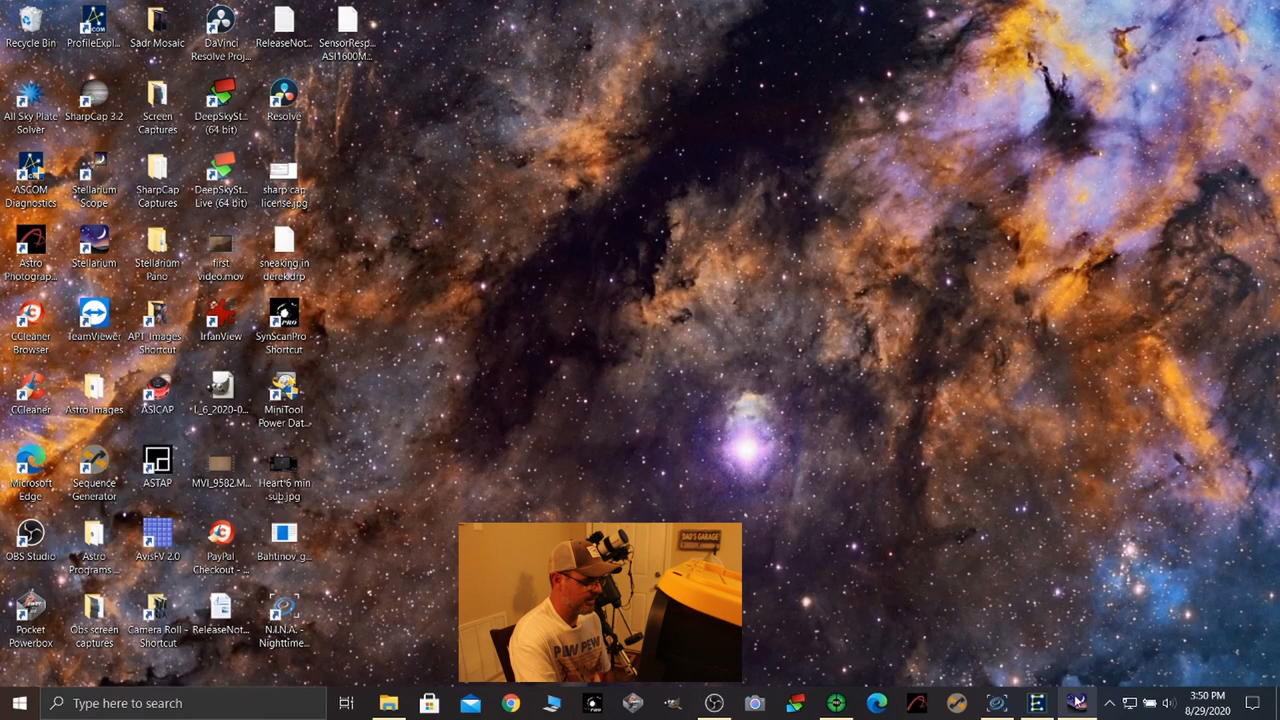 Recycle Bin
ProfileExpl...
Sadr Mosaic
DaVinci
Resolve Proj...
ReleaseNot...
SensorResp...
ASI1600M...
All Sky Plate
Solver
SharpCap 3.2
Screen
Captures
DeepSkySt...
(64 bit)
Resolve
ASCOM
Diagnostics
Stellarium
Scope
SharpCap
Captures
DeepSkySt...
Live (64 bit)
sharp cap
license.jpg
Astro
Photograp...
Stellarium
Stellarium
Pano
first
video.mov
sneaking in
derek.drp
CCleaner
Browser
TeamViewer
APT_Images
Shortcut
IrfanView
SynScanPro -
Shortcut
CCleaner
Astro Images
ASICAP
L_6_2020-0...
MiniTool
Power Dat...
Microsoft
Edge
Sequence
Generator
ASTAP
MVI_9582.M...
Heart 6 min
sub.jpg
OBS Studio
Astro
Programs ...
AvisFV 2.0
PayPal
Checkout - ...
Bahtinov_g...
Pocket
Powerbox
Obs screen
captures
Camera Roll -
Shortcut
ReleaseNot...
N.I.N.A. -
Nighttime...
DAD'S GARAGE
PEW PEW
Type here to search
3:50 PM
8/29/2020